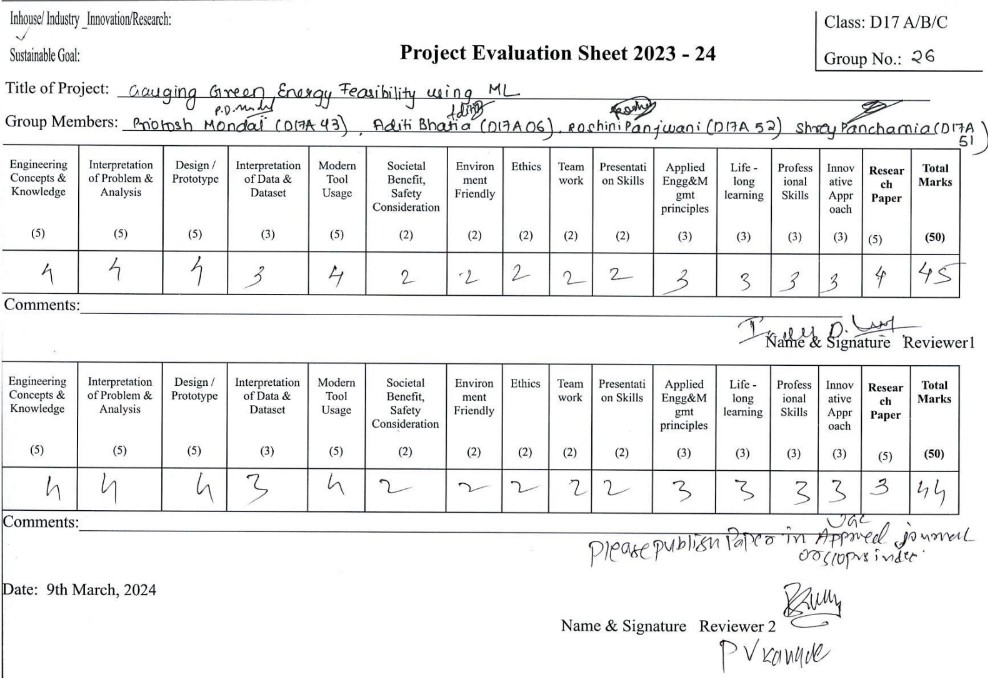 Inhouse/ Industry _Innovation/Research:
Class: D17 A/B/C
Sustainable Goal:
Project Evaluation Sheet 2023 - 24
Group No.: 26
Title of Project: Gauging Green Energy Feasibility using ML
Group Members: Priotosh Mondal (D17A 43), Aditi Bhatia (D17A 06), Roshini Panjwani (D17A 52) Shrey Panchamia (D17A 51)
Engineering Concepts & Knowledge (5) Interpretation of Problem & Analysis (5) Design / Prototype (5) Interpretation of Data & Dataset (3) Modern Tool Usage (5) Societal Benefit, Safety Consideration (2) Environ ment Friendly (2) Ethics (2) Team work (2) Presentati on Skills (2) Applied Engg&M gmt principles (3) Life - long learning (3) Profess ional Skills (3) Innov ative Appr oach (3) Resear ch Paper (5) Total Marks (50)
4 4 4 3 4 2 2 2 2 2 3 3 3 3 4 45
Comments:
Name & Signature Reviewer1
Engineering Concepts & Knowledge (5) Interpretation of Problem & Analysis (5) Design / Prototype (5) Interpretation of Data & Dataset (3) Modern Tool Usage (5) Societal Benefit, Safety Consideration (2) Environ ment Friendly (2) Ethics (2) Team work (2) Presentati on Skills (2) Applied Engg&M gmt principles (3) Life - long learning (3) Profess ional Skills (3) Innov ative Appr oach (3) Resear ch Paper (5) Total Marks (50)
4 4 4 3 4 2 2 2 2 2 3 3 3 3 3 44
Comments:
Please publish Paper in UGC Approved journal
or scopus index.
Date: 9th March, 2024
Name & Signature Reviewer 2